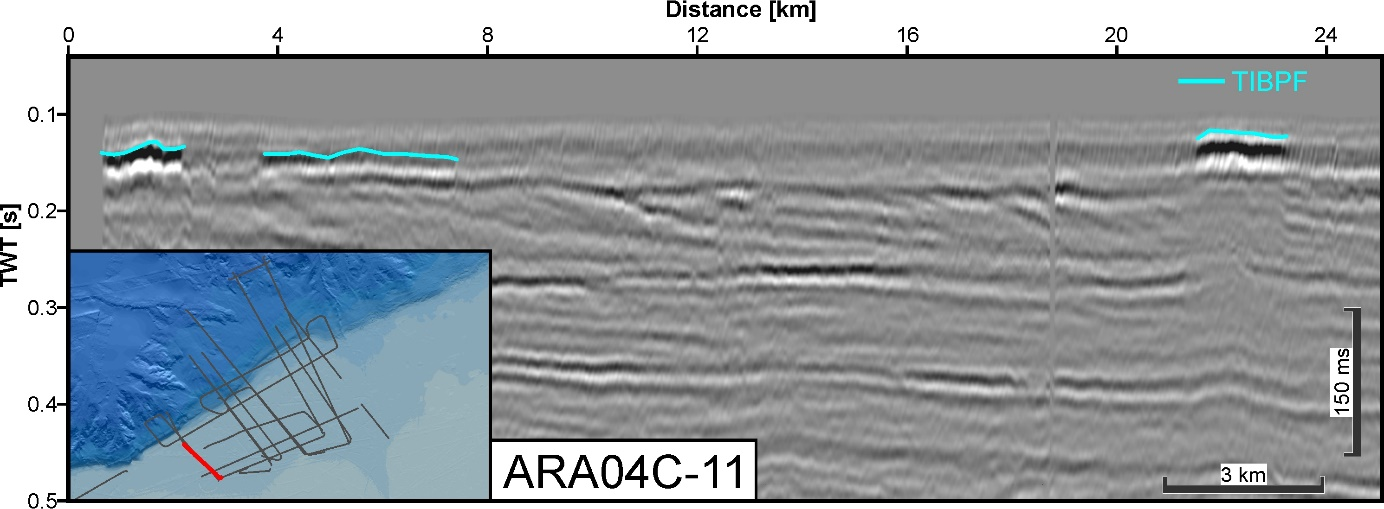 Distance [km]
0 4 8 12 16 20 24
TIBPF
TWT [s]
0.1
0.2
0.3
0.4
0.5
150 ms
3 km
ARA04C-11